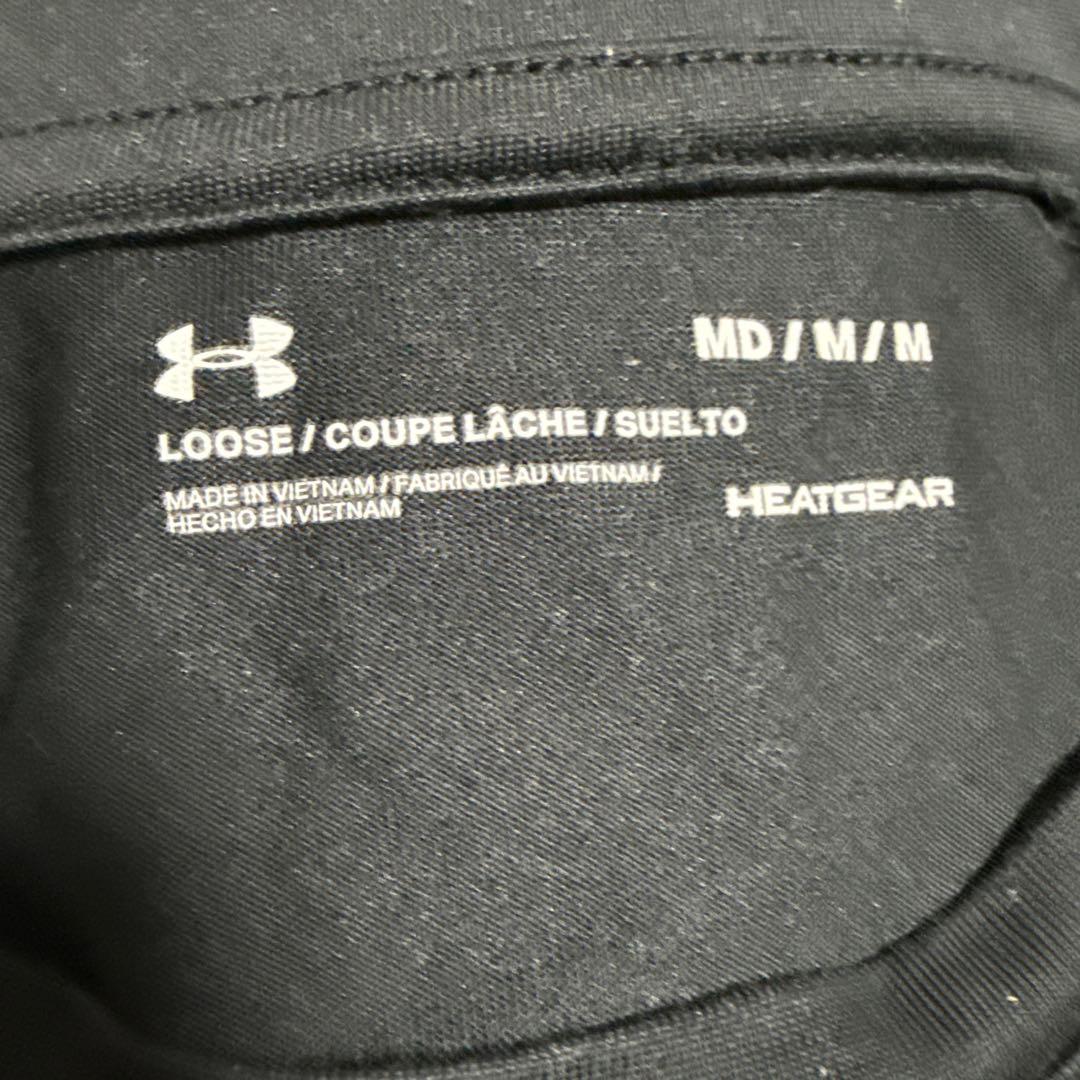 MD / M / M
LOOSE / COUPE LÂCHE / SUELTO
MADE IN VIETNAM / FABRIQUÉ AU VIETNAM /
HECHO EN VIETNAM
HEATGEAR